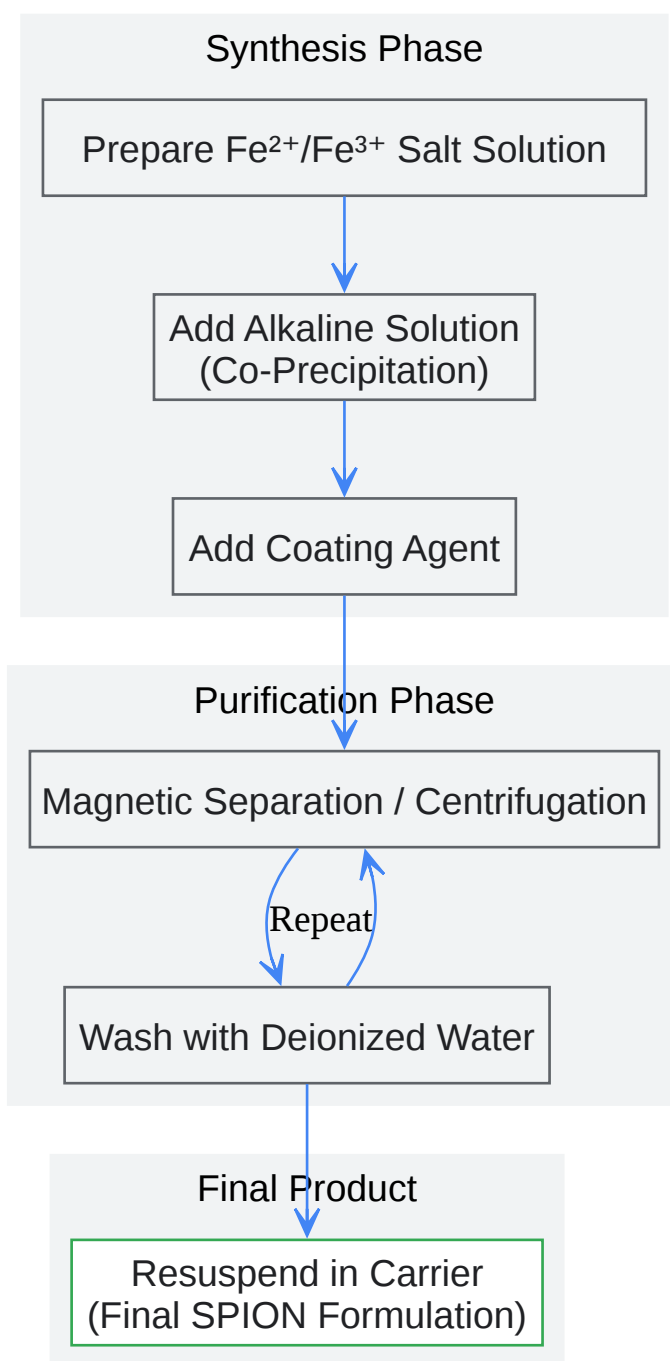 Synthesis Phase
Prepare Fe²⁺/Fe³⁺ Salt Solution
Add Alkaline Solution
(Co-Precipitation)
Add Coating Agent
Purification Phase
Magnetic Separation / Centrifugation
Repeat
Wash with Deionized Water
Final Product
Resuspend in Carrier
(Final SPION Formulation)